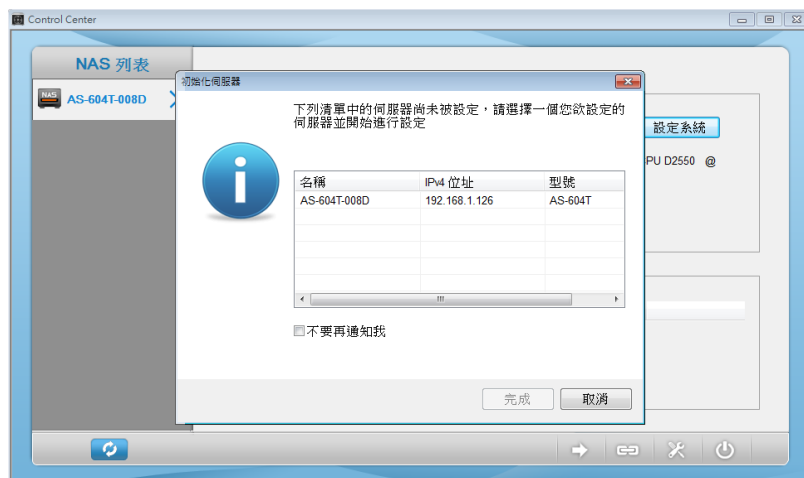 Control Center
NAS 列表
NAS
AS-604T-008D
初始化伺服器
下列清單中的伺服器尚未被設定，請選擇一個您欲設定的
伺服器並開始進行設定
名稱 IPv4 位址 型號
AS-604T-008D 192.168.1.126 AS-604T
不要再通知我
完成 取消
設定系統
PU D2550 @